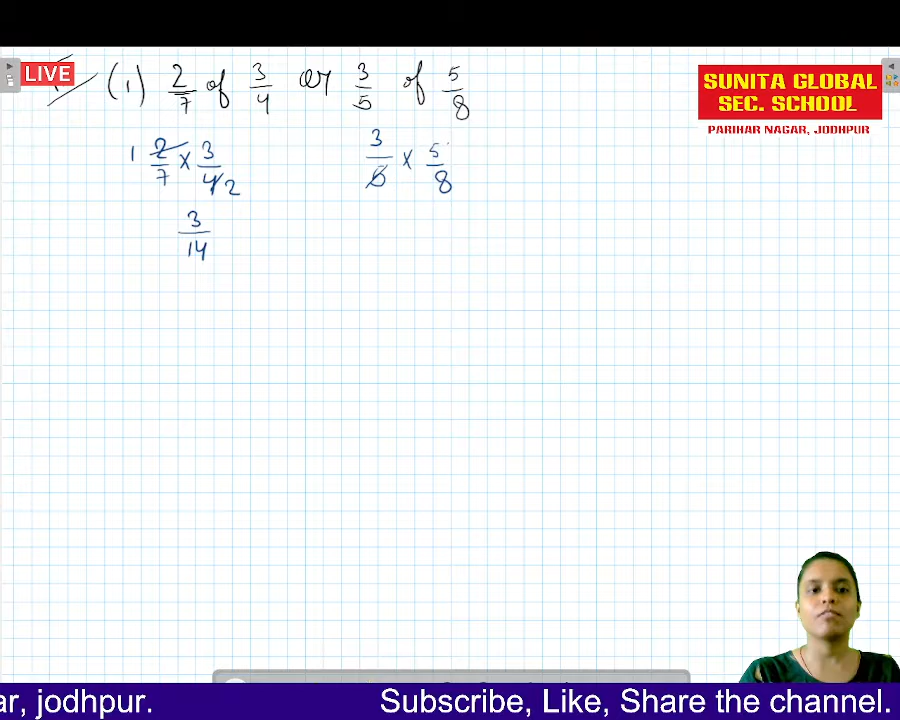 LIVE
(1) 2/7 of 3/4 or 3/5 of 5/8
1 2/7 × 3/4 2
3/5 × 5/8
3/14
SUNITA GLOBAL
SEC. SCHOOL
PARIHAR NAGAR, JODHPUR
ar, jodhpur.
Subscribe, Like, Share the channel.